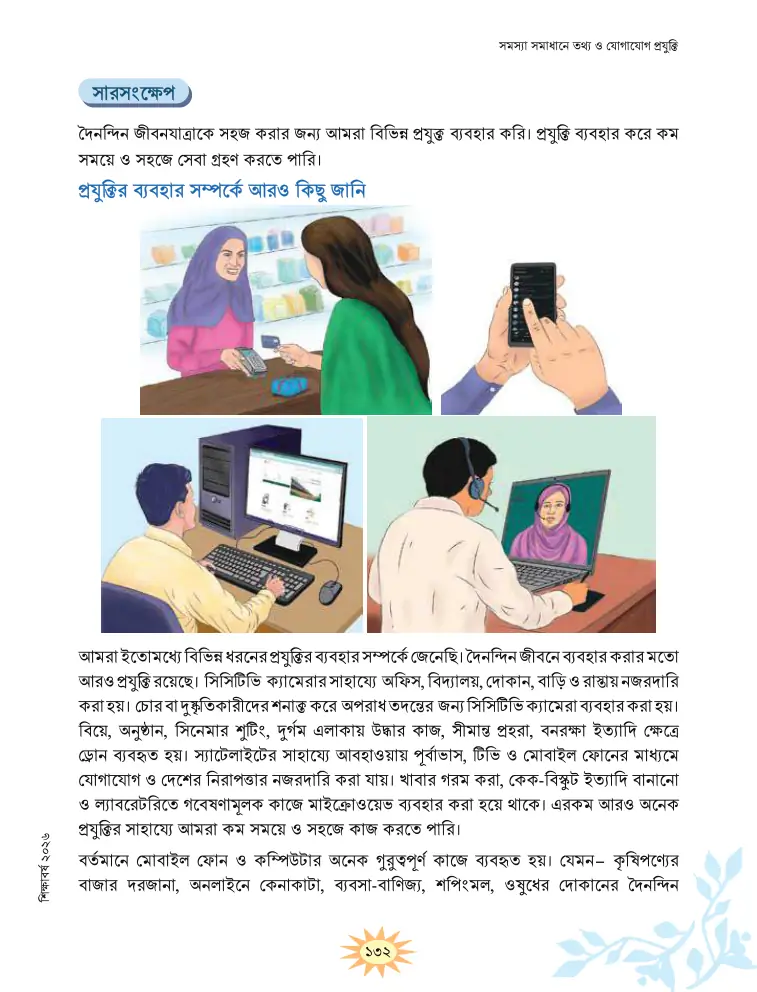 সমস্যা সমাধানে তথ্য ও যোগাযোগ প্রযুক্তি
সারসংক্ষেপ
দৈনন্দিন জীবনযাত্রাকে সহজ করার জন্য আমরা বিভিন্ন প্রযুক্ত ব্যবহার করি। প্রযুক্তি ব্যবহার করে কম
সময়ে ও সহজে সেবা গ্রহণ করতে পারি।
প্রযুক্তির ব্যবহার সম্পর্কে আরও কিছু জানি
আমরা ইতোমধ্যে বিভিন্ন ধরনের প্রযুক্তির ব্যবহার সম্পর্কে জেনেছি। দৈনন্দিন জীবনে ব্যবহার করার মতো
আরও প্রযুক্তি রয়েছে। সিসিটিভি ক্যামেরার সাহায্যে অফিস, বিদ্যালয়, দোকান, বাড়ি ও রাস্তায় নজরদারি
করা হয়। চোর বা দুষ্কৃতিকারীদের শনাক্ত করে অপরাধ তদন্তের জন্য সিসিটিভি ক্যামেরা ব্যবহার করা হয়।
বিয়ে, অনুষ্ঠান, সিনেমার শুটিং, দুর্গম এলাকায় উদ্ধার কাজ, সীমান্ত প্রহরা, বনরক্ষা ইত্যাদি ক্ষেত্রে
ড্রোন ব্যবহৃত হয়। স্যাটেলাইটের সাহায্যে আবহাওয়ায় পূর্বাভাস, টিভি ও মোবাইল ফোনের মাধ্যমে
যোগাযোগ ও দেশের নিরাপত্তার নজরদারি করা যায়। খাবার গরম করা, কেক-বিস্কুট ইত্যাদি বানানো
ও ল্যাবরেটরিতে গবেষণামূলক কাজে মাইক্রোওয়েভ ব্যবহার করা হয়ে থাকে। এরকম আরও অনেক
প্রযুক্তির সাহায্যে আমরা কম সময়ে ও সহজে কাজ করতে পারি।
বর্তমানে মোবাইল ফোন ও কম্পিউটার অনেক গুরুত্বপূর্ণ কাজে ব্যবহৃত হয়। যেমন– কৃষিপণ্যের
বাজার দরজানা, অনলাইনে কেনাকাটা, ব্যবসা-বাণিজ্য, শপিংমল, ওষুধের দোকানের দৈনন্দিন
শিক্ষাবর্ষ ২০২৬
১৩২